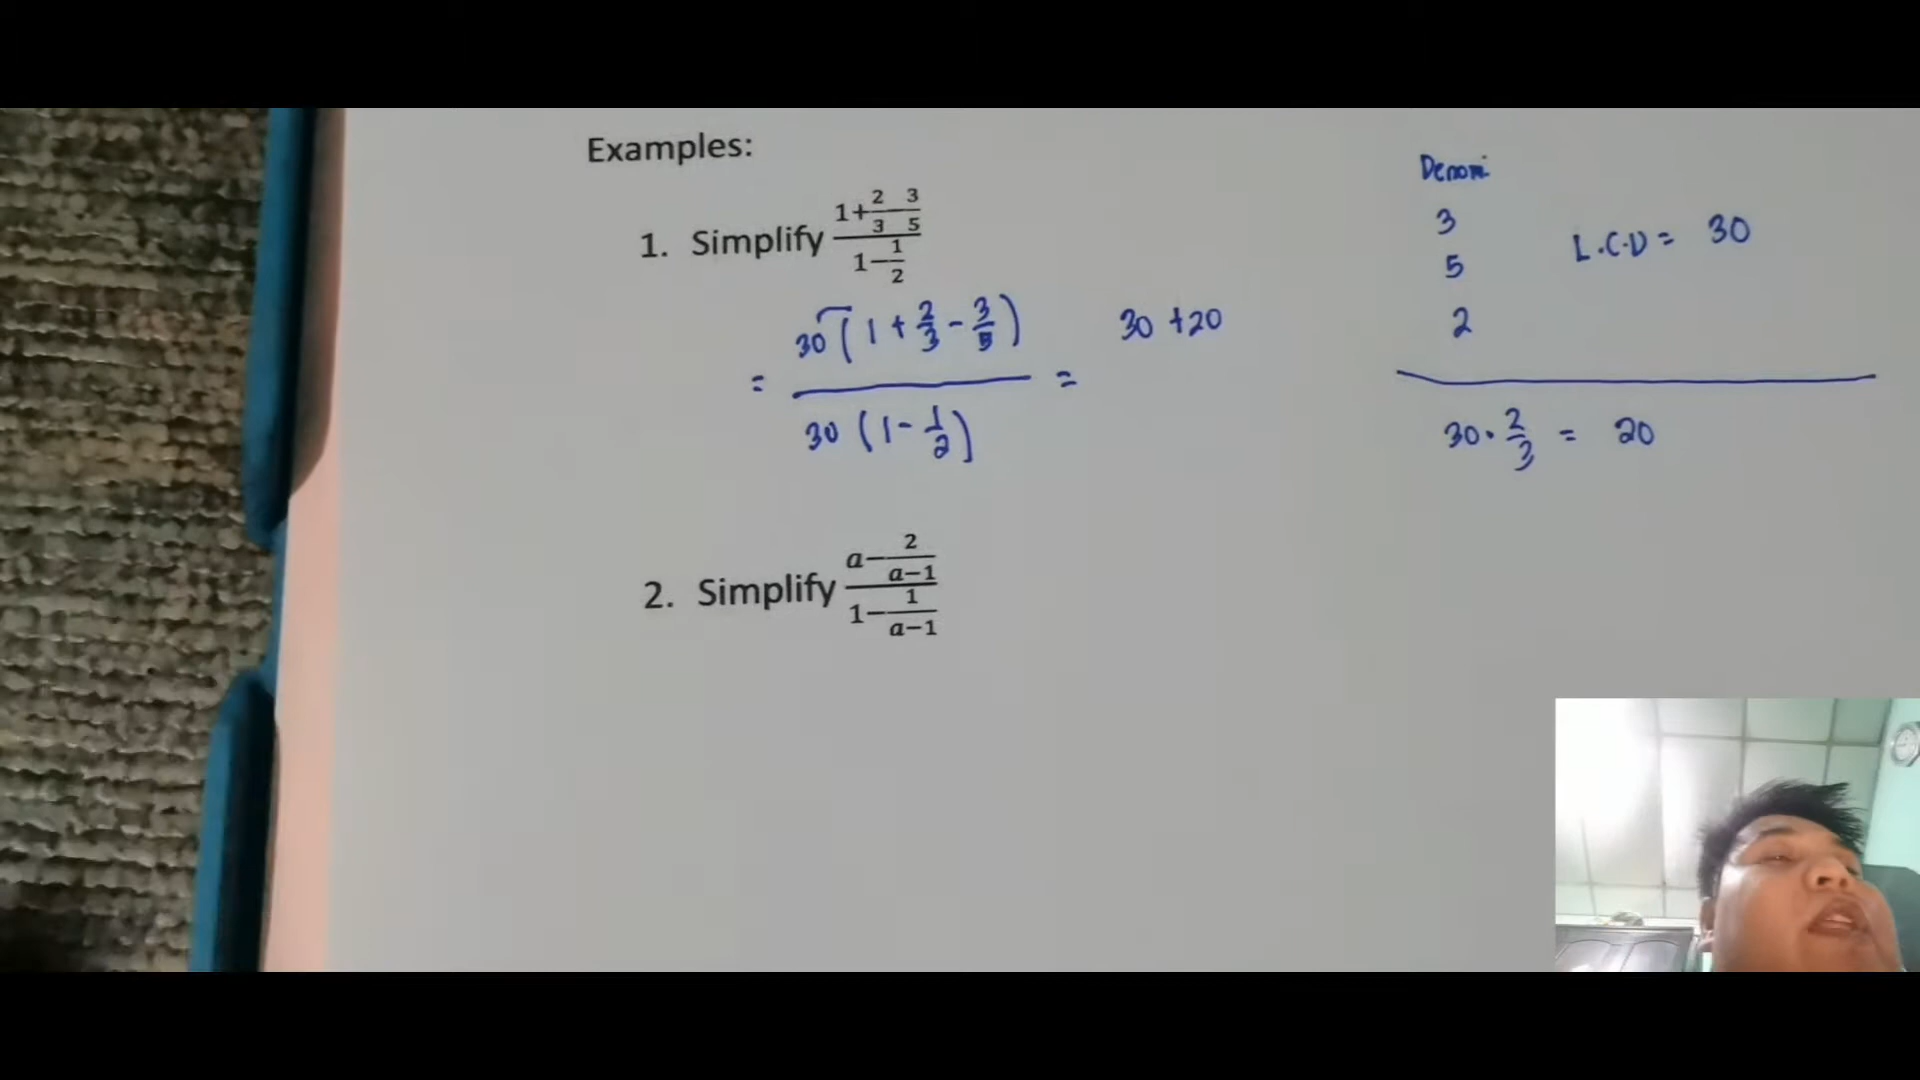 Examples:
1. Simplify (1+2/3−3/5)/(1−1/2)
= 30(1 + 2/3 - 3/5) / 30(1 - 1/2) = 30 + 20
2. Simplify (a−2/(a−1))/(1−1/(a−1))
Denomi
3
5
2
L.C.D = 30
30 · 2/3 = 20